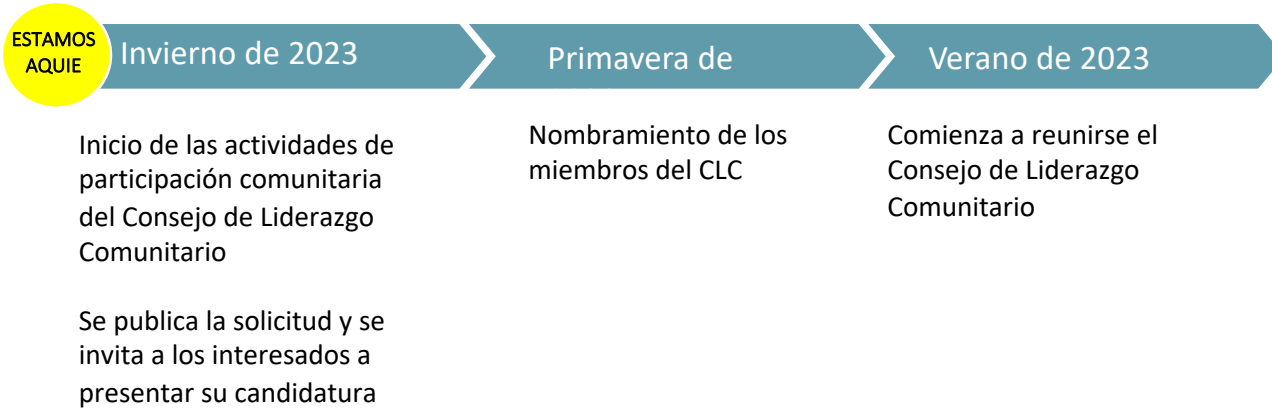 ESTAMOS
AQUIE
Invierno de 2023
Primavera de
Verano de 2023
Inicio de las actividades de
participación comunitaria
del Consejo de Liderazgo
Comunitario
Se publica la solicitud y se
invita a los interesados a
presentar su candidatura
Nombramiento de los
miembros del CLC
Comienza a reunirse el
Consejo de Liderazgo
Comunitario